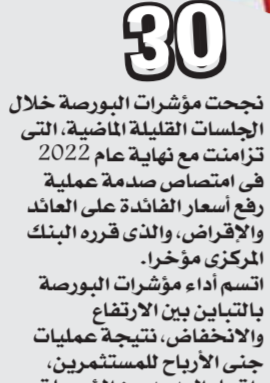 30
نجحت مؤشرات البورصة خلال
الجلسات القليلة الماضية، التى
تزامنت مع نهاية عام 2022
فى امتصاص صدمة عملية
رفع أسعار الفائدة على العائد
والإقراض، والذى قرره البنك
المركزى مؤخرا.
اتسم أداء مؤشرات البورصة
بالتباين بين الارتفاع
والانخفاض، نتيجة عمليات
جنى الأرباح للمستثمرين،